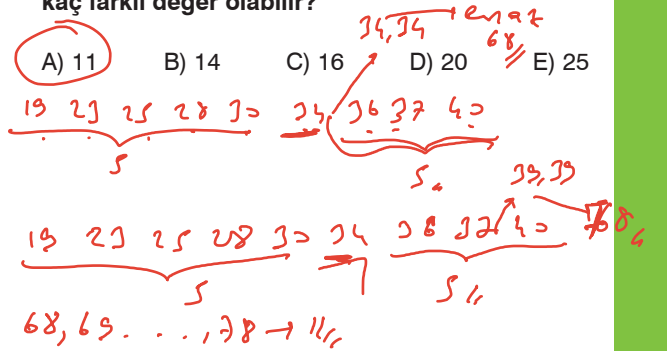 kaç farklı değer olabilir?
34,34 → en az
68
A) 11 B) 14 C) 16 D) 20 E) 25
19 23 25 28 30 34 36 37 40
5 5
39,39
19 23 25 28 30 34 36 37 40 78
5 5
68, 69 . . . , 78 → 11